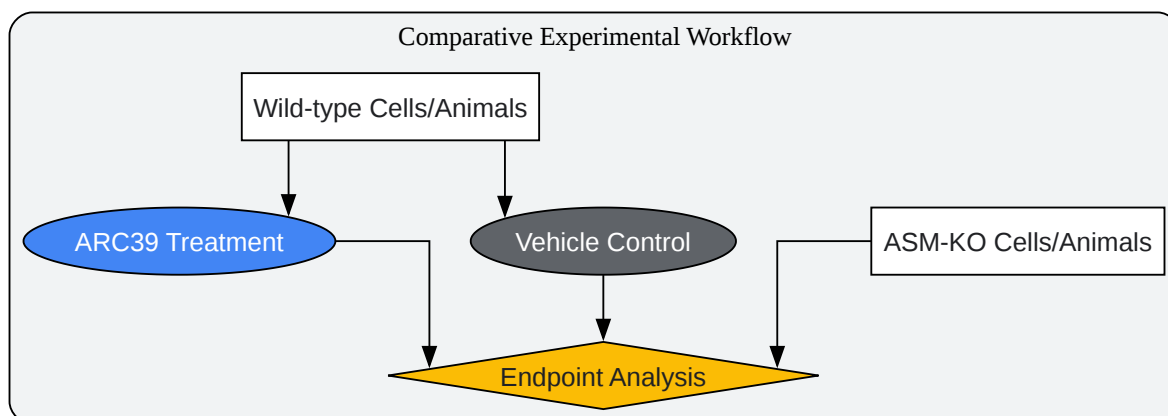 Comparative Experimental Workflow
Wild-type Cells/Animals
ARC39 Treatment
Vehicle Control
ASM-KO Cells/Animals
Endpoint Analysis